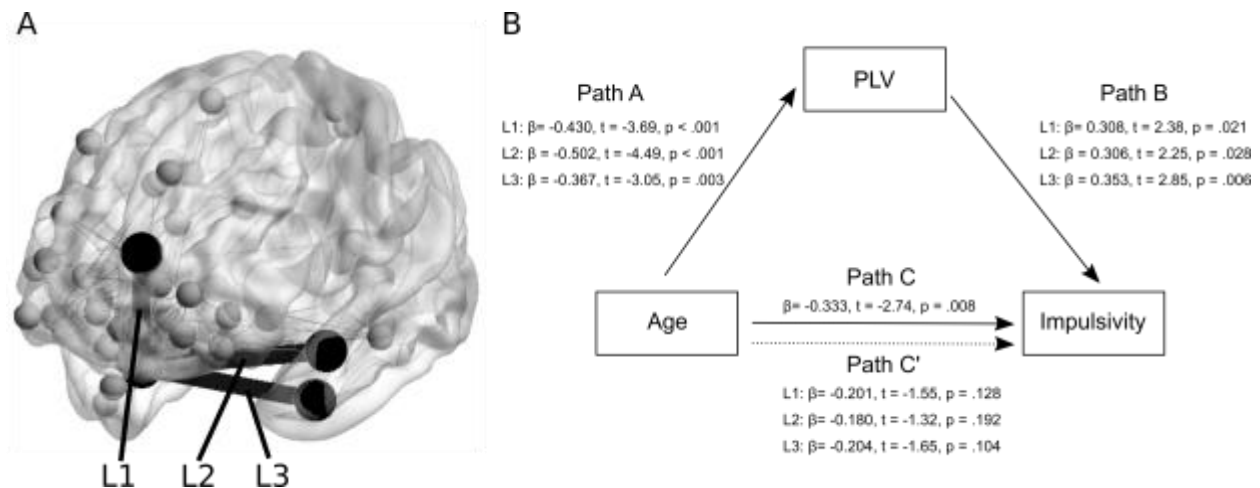 A
L1 L2 L3
B
PLV
Path A
L1: β= -0.430, t = -3.69, p < .001
L2: β = -0.502, t = -4.49, p < .001
L3: β = -0.367, t = -3.05, p = .003
Path B
L1: β= 0.308, t = 2.38, p = .021
L2: β = 0.306, t = 2.25, p = .028
L3: β = 0.353, t = 2.85, p = .006
Age
Path C
β= -0.333, t = -2.74, p = .008
Impulsivity
Path C'
L1: β= -0.201, t = -1.55, p = .128
L2: β= -0.180, t = -1.32, p = .192
L3: β= -0.204, t = -1.65, p = .104